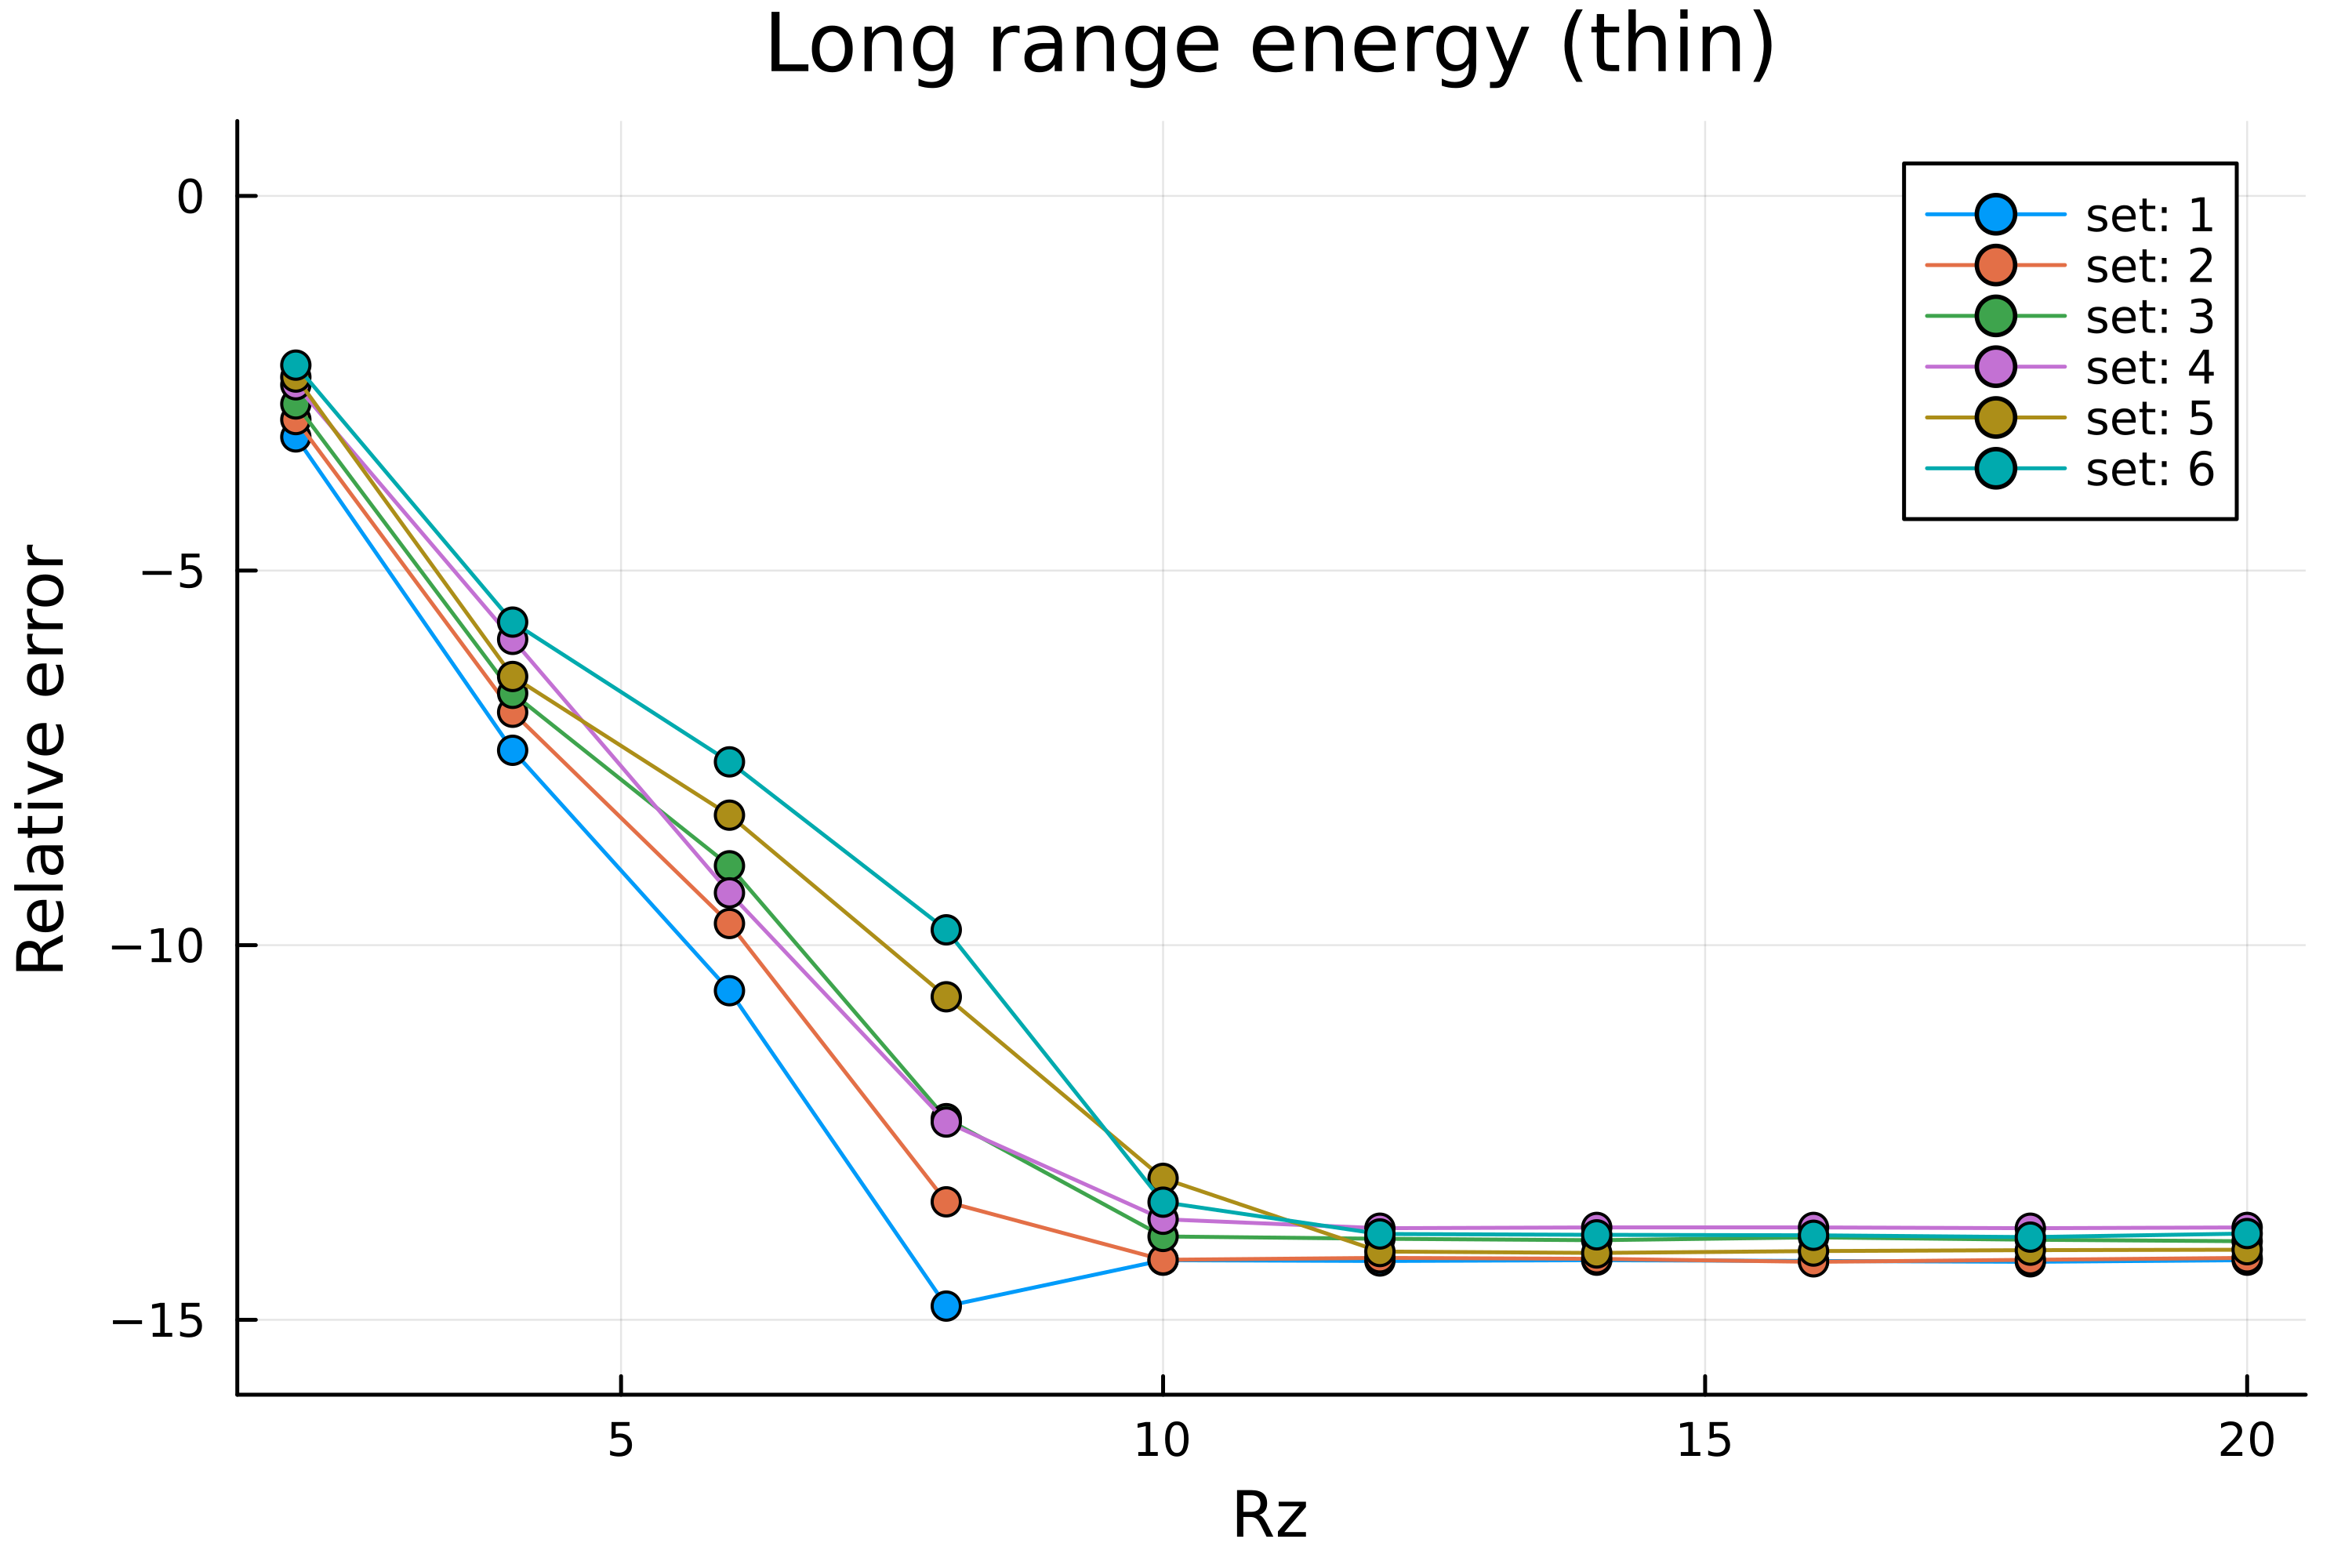 Long range energy (thin)
0
−5
−10
−15
Relative error
set: 1
set: 2
set: 3
set: 4
set: 5
set: 6
5
10
15
20
Rz